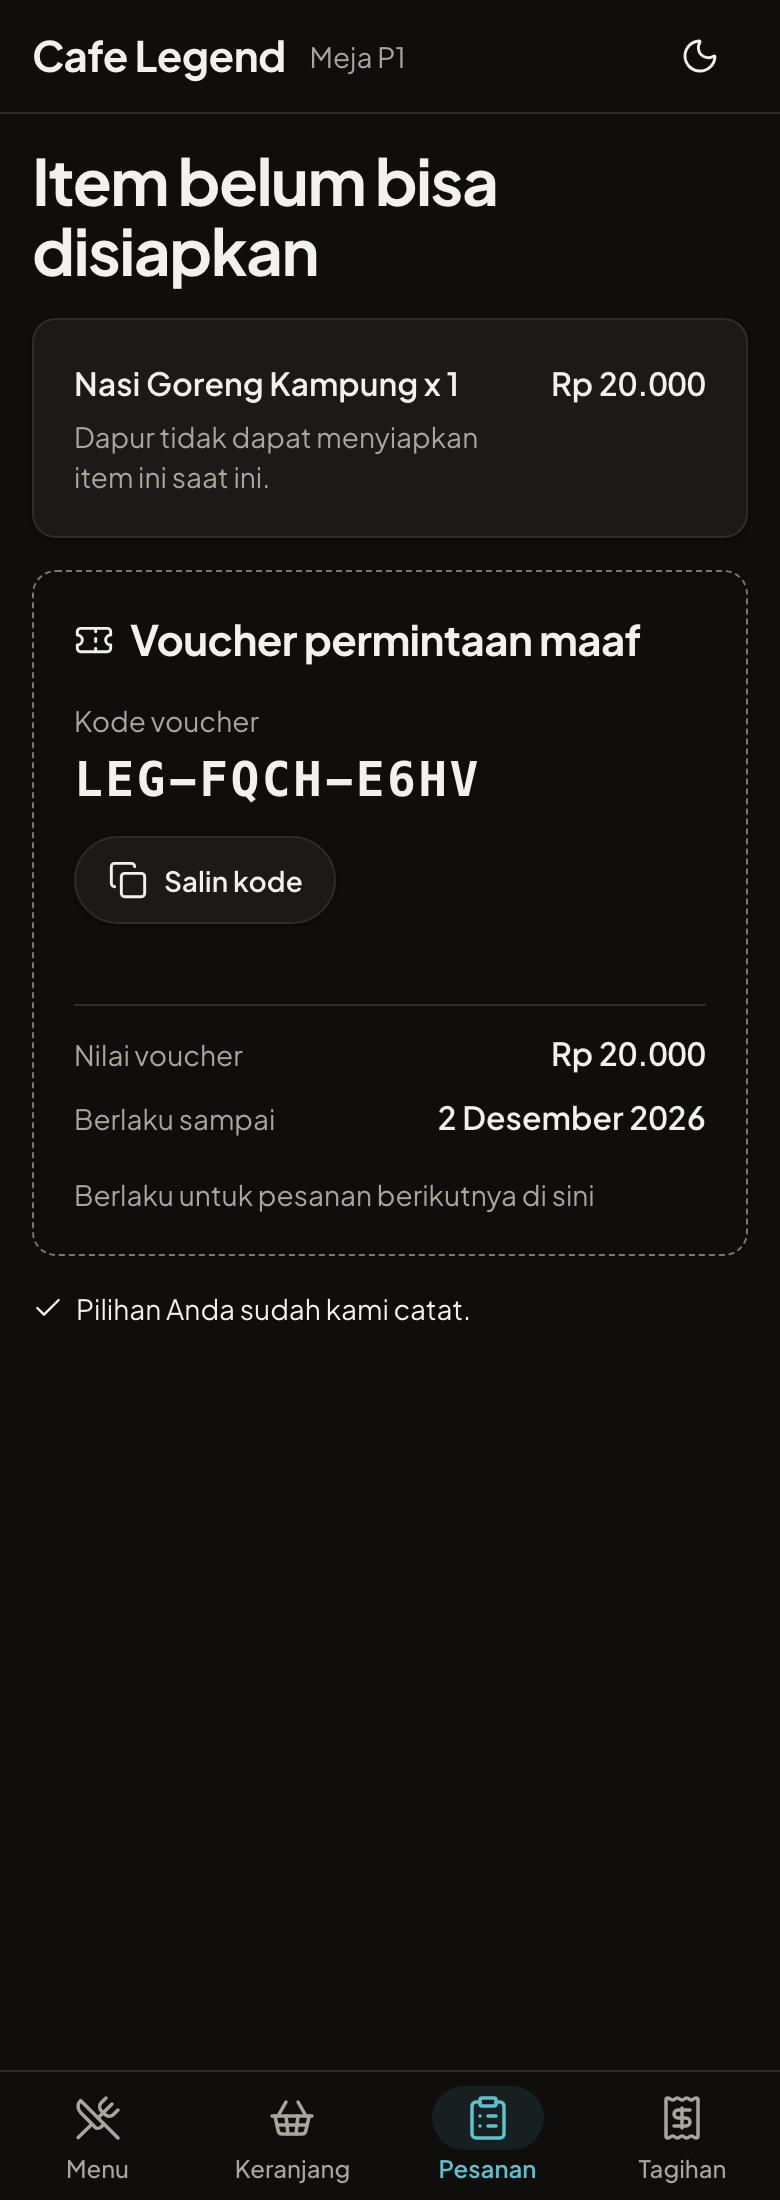 Cafe Legend Meja P1
Item belum bisa
disiapkan
Nasi Goreng Kampung x 1 Rp 20.000
Dapur tidak dapat menyiapkan
item ini saat ini.
Voucher permintaan maaf
Kode voucher
LEG-FQCH-E6HV
Salin kode
Nilai voucher Rp 20.000
Berlaku sampai 2 Desember 2026
Berlaku untuk pesanan berikutnya di sini
Pilihan Anda sudah kami catat.
Menu Keranjang Pesanan Tagihan